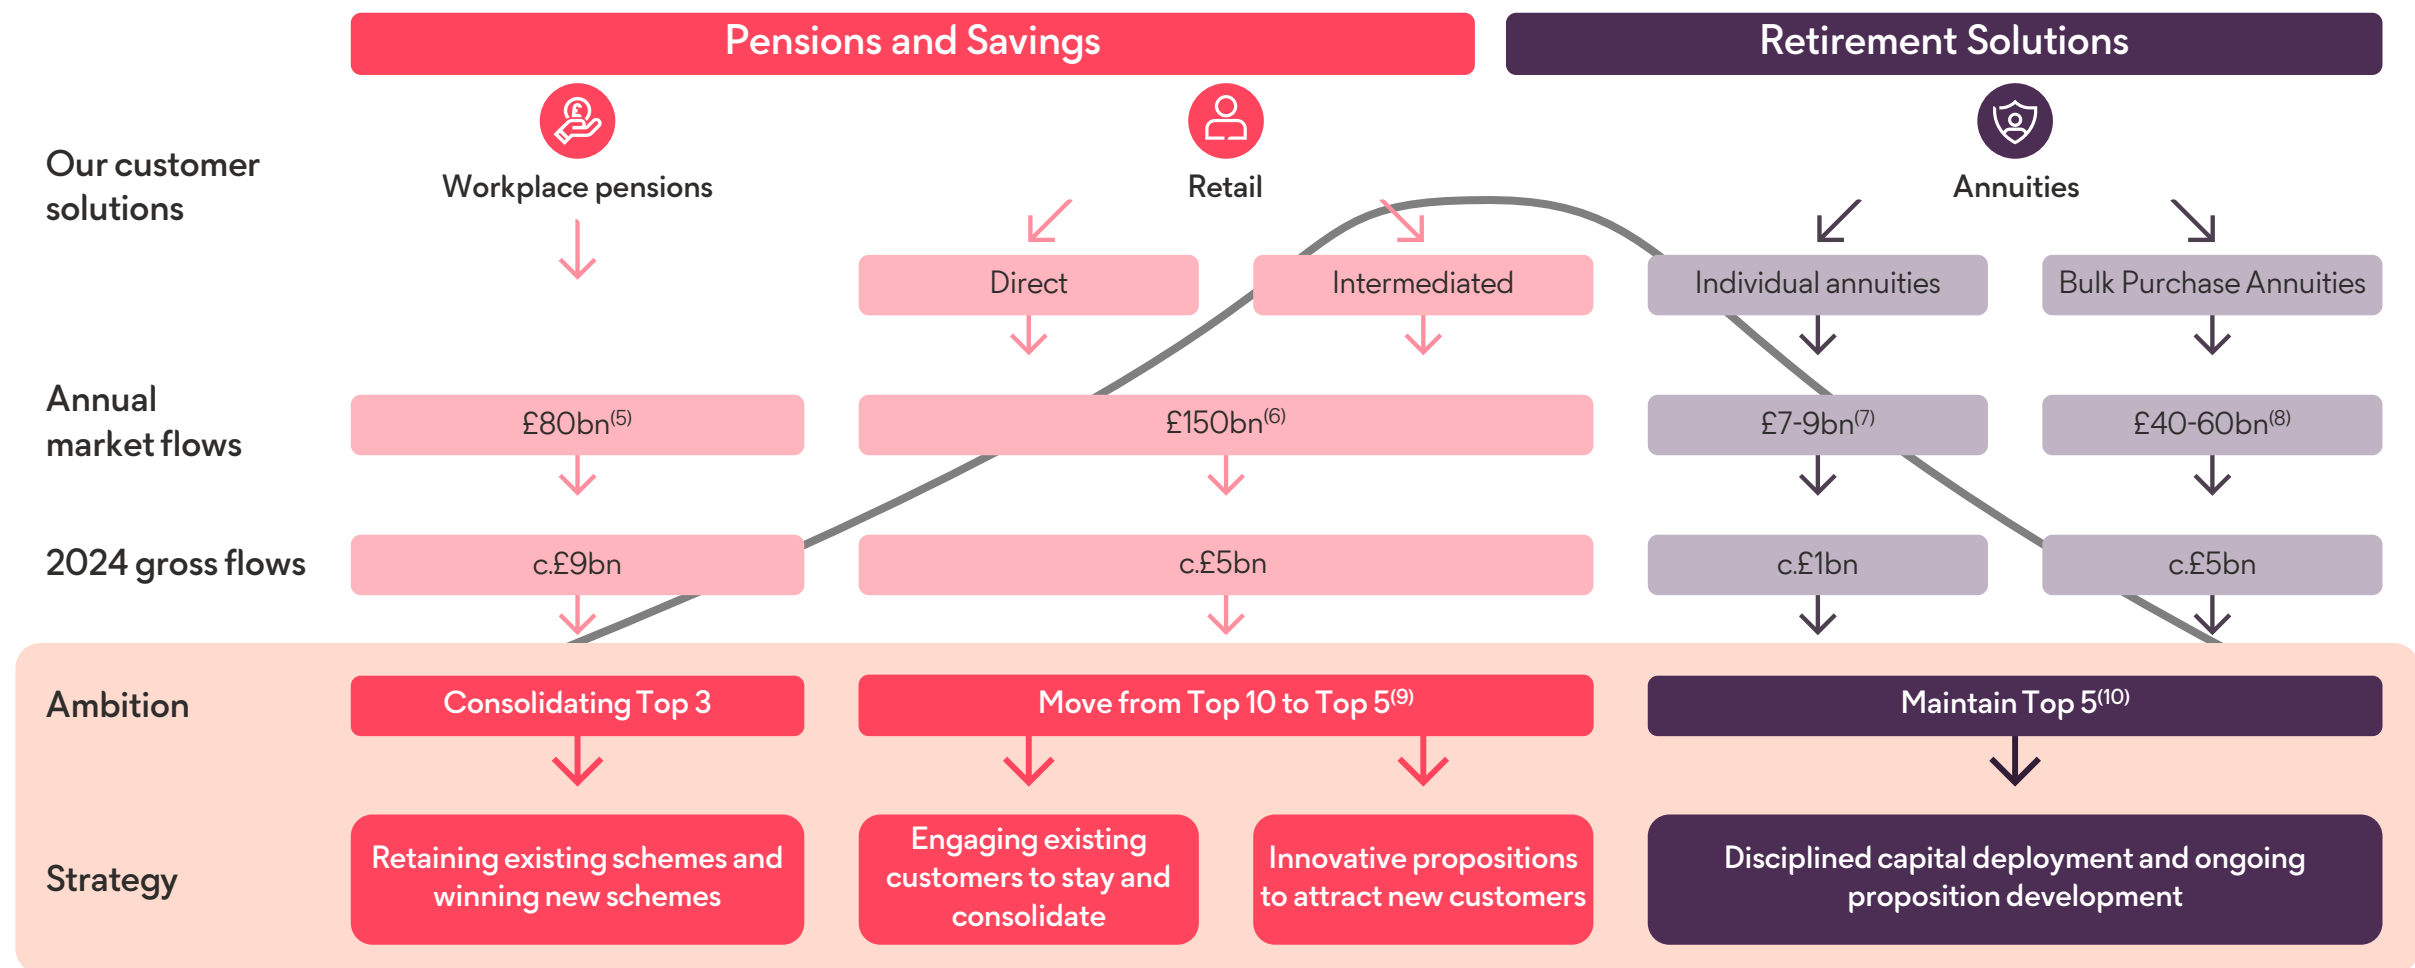 Pensions and Savings
Retirement Solutions
Our customer
solutions
Workplace pensions
Retail
Annuities
Direct
Intermediated
Individual annuities
Bulk Purchase Annuities
Annual
market flows
£80bn(5)
£150bn(6)
£7-9bn(7)
£40-60bn(8)
2024 gross flows
c.£9bn
c.£5bn
c.£1bn
c.£5bn
Ambition
Consolidating Top 3
Move from Top 10 to Top 5(9)
Maintain Top 5(10)
Strategy
Retaining existing schemes and
winning new schemes
Engaging existing
customers to stay and
consolidate
Innovative propositions
to attract new customers
Disciplined capital deployment and ongoing
proposition development